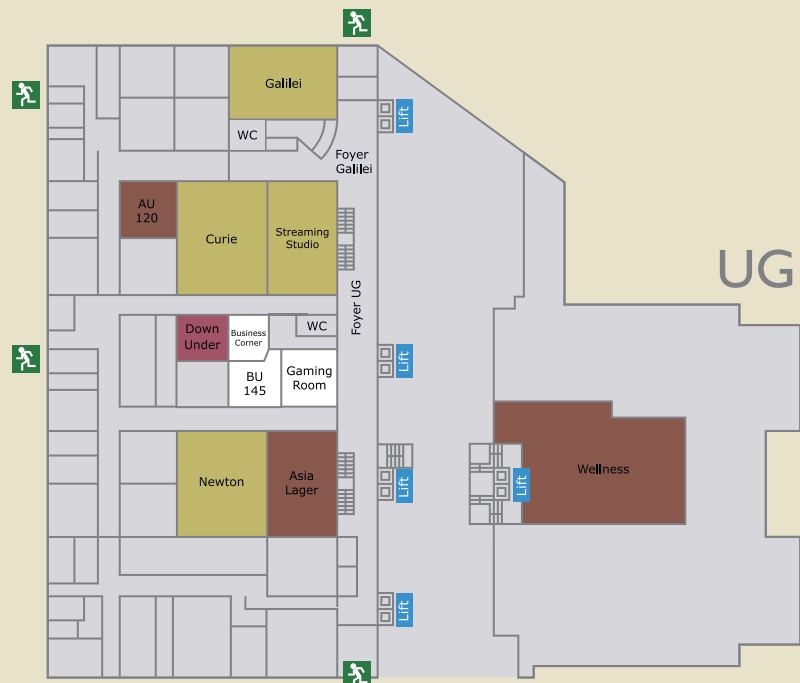 Galilei
Lift
WC
Foyer
Galilei
AU
120
Curie
Streaming
Studio
UG
Foyer UG
Down
Under
Business
Corner
WC
Lift
BU
145
Gaming
Room
Newton
Asia
Lager
Lift
Lift
Wellness
Lift